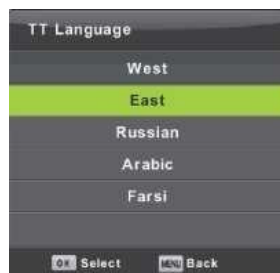 TT Language
West
East
Russian
Arabic
Farsi
OK Select MENU Back